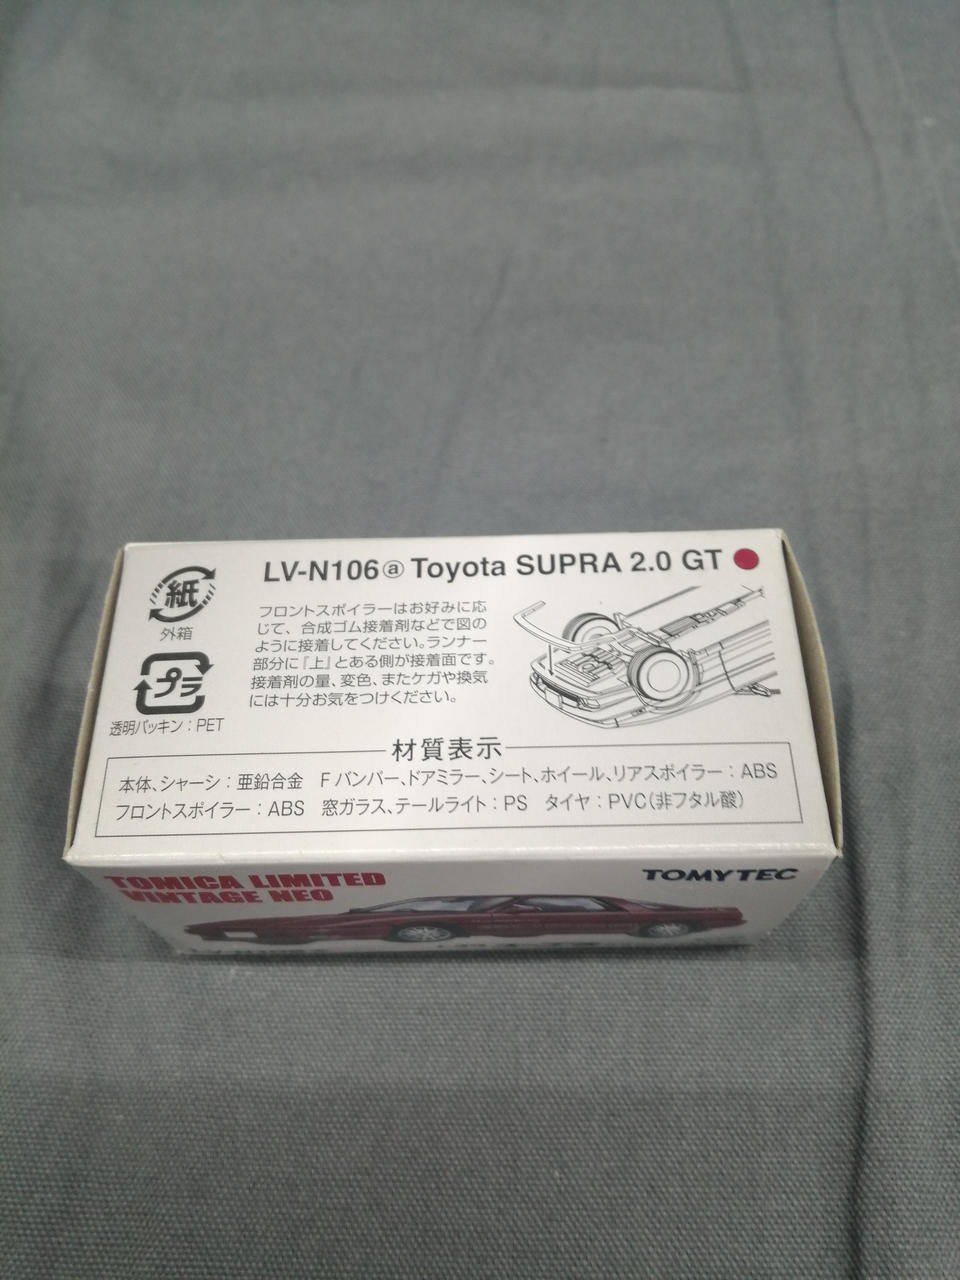 LV-N106ⓐ Toyota SUPRA 2.0 GT
紙
外箱
プラ
透明パッキン：PET
フロントスポイラーはお好みに応
じて、合成ゴム接着剤などで図の
ように接着してください。ランナー
部分に『上』とある側が接着面です。
接着剤の量、変色、またケガや換気
には十分お気をつけください。
材質表示
本体、シャーシ：亜鉛合金 Fバンパー、ドアミラー、シート、ホイール、リアスポイラー：ABS
フロントスポイラー：ABS 窓ガラス、テールライト：PS タイヤ：PVC（非フタル酸）
TOMICA LIMITED
VINTAGE NEO
TOMYTEC